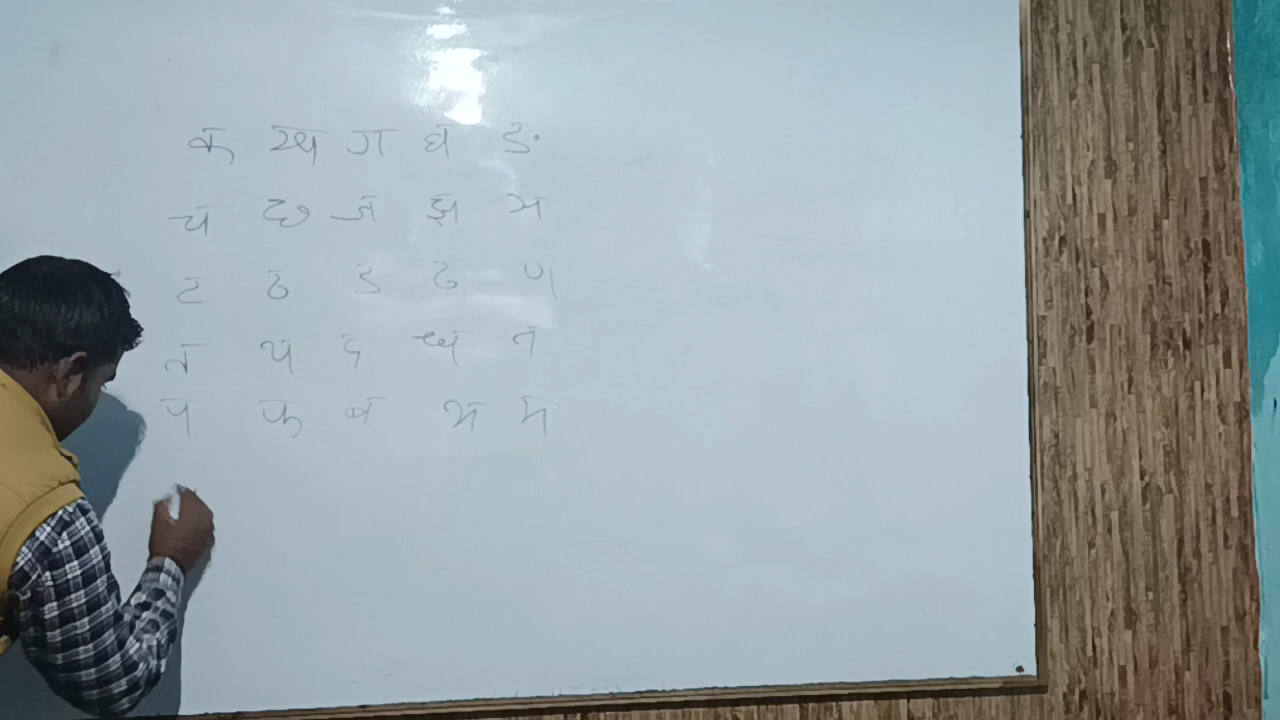 क ख ग घ ङ
च छ ज झ ञ
ट ठ ड ढ ण
त थ द ध न
प फ ब भ म